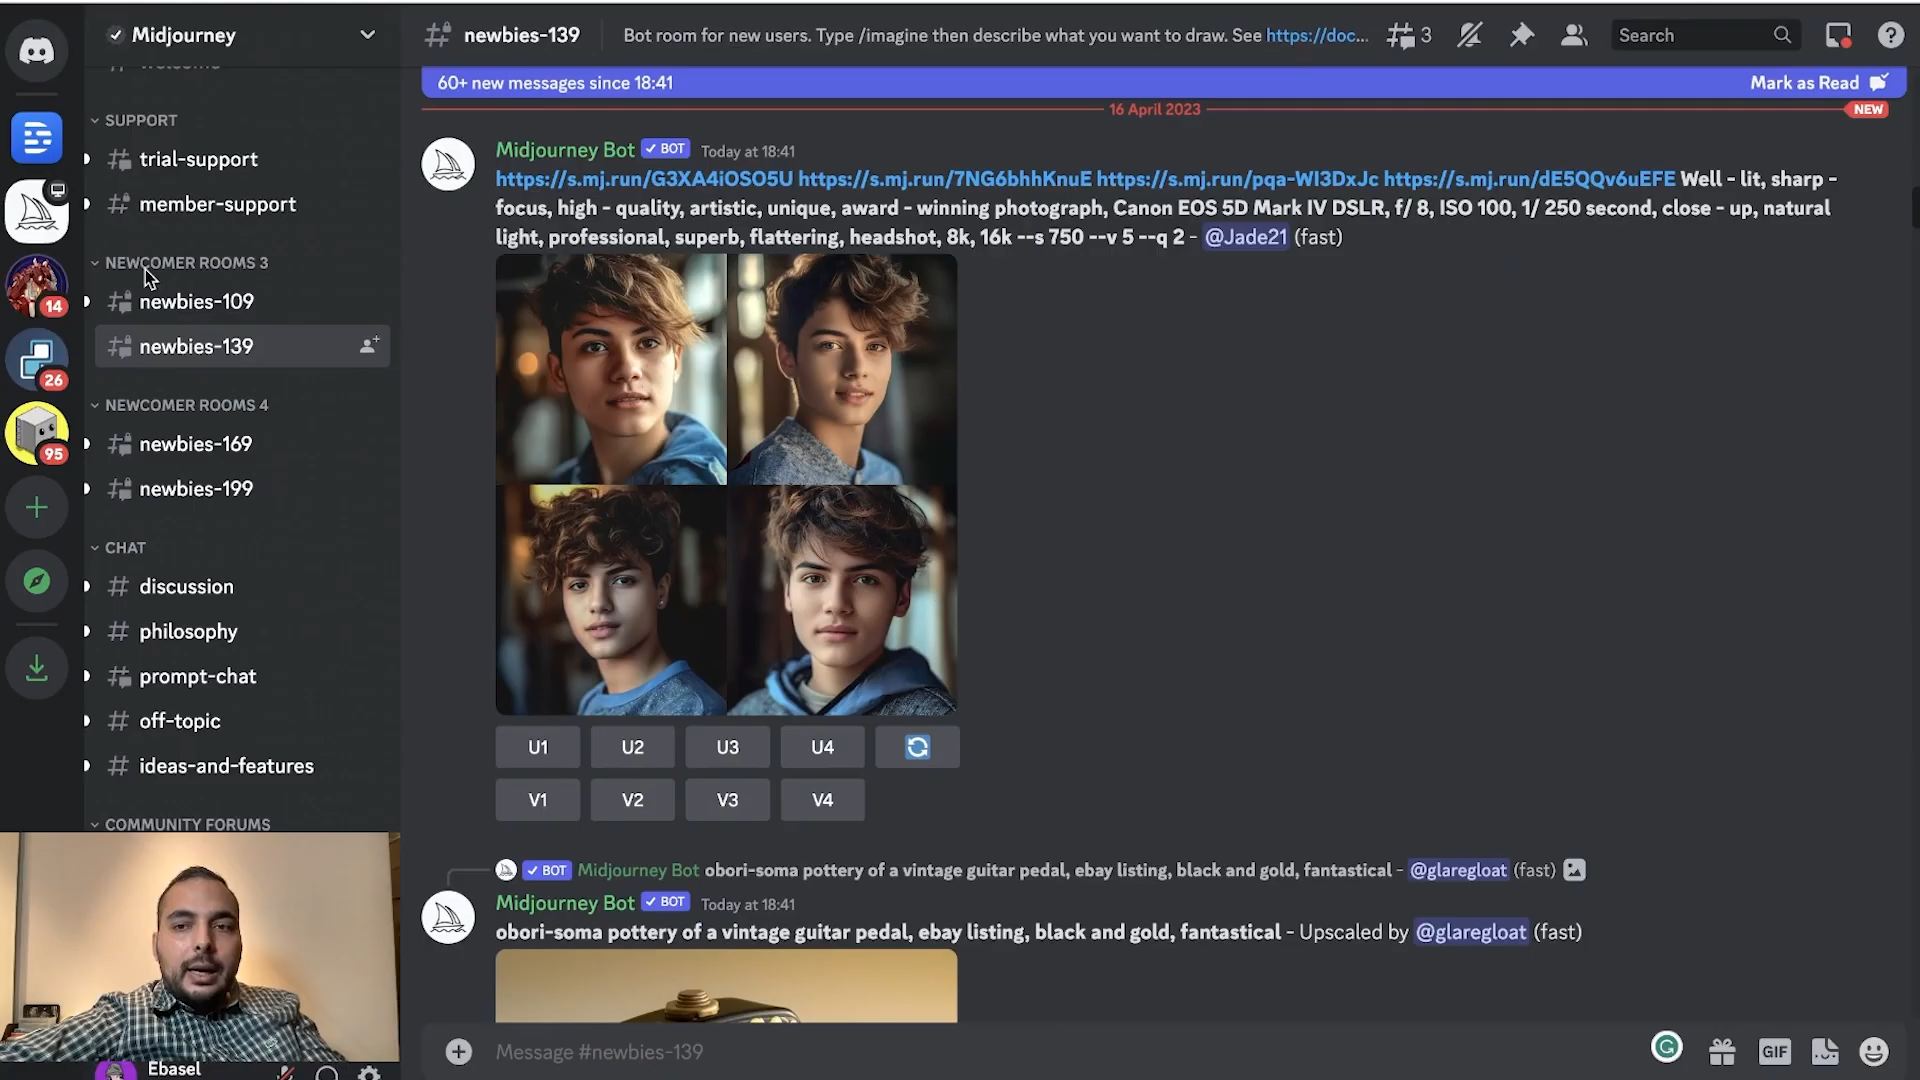 Midjourney
welcome
SUPPORT
trial-support
member-support
NEWCOMER ROOMS 3
newbies-109
newbies-139
NEWCOMER ROOMS 4
newbies-169
newbies-199
CHAT
discussion
philosophy
prompt-chat
off-topic
ideas-and-features
COMMUNITY FORUMS
14
26
95
Ebasel
newbies-139
Bot room for new users. Type /imagine then describe what you want to draw. See https://doc...
3
Search
60+ new messages since 18:41
Mark as Read
16 April 2023
NEW
Midjourney Bot ✓ BOT Today at 18:41
https://s.mj.run/G3XA4iOSO5U https://s.mj.run/7NG6bhhKnuE https://s.mj.run/pqa-WI3DxJc https://s.mj.run/dE5QQv6uEFE Well - lit, sharp -
focus, high - quality, artistic, unique, award - winning photograph, Canon EOS 5D Mark IV DSLR, f/ 8, ISO 100, 1/ 250 second, close - up, natural
light, professional, superb, flattering, headshot, 8k, 16k --s 750 --v 5 --q 2 - @Jade21 (fast)
U1 U2 U3 U4
V1 V2 V3 V4
✓ BOT Midjourney Bot obori-soma pottery of a vintage guitar pedal, ebay listing, black and gold, fantastical - @glaregloat (fast)
Midjourney Bot ✓ BOT Today at 18:41
obori-soma pottery of a vintage guitar pedal, ebay listing, black and gold, fantastical - Upscaled by @glaregloat (fast)
Message #newbies-139
GIF